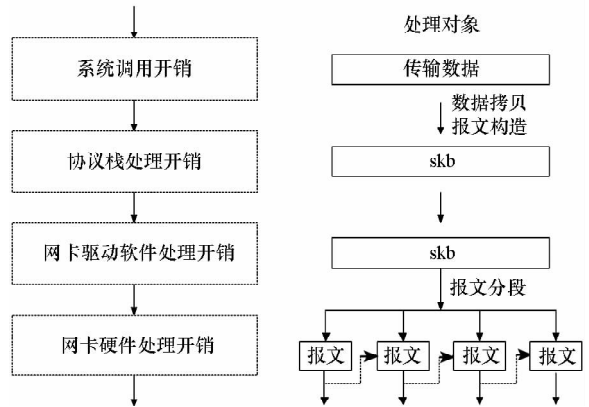 处理对象
系统调用开销
传输数据
数据拷贝
报文构造
协议栈处理开销
skb
网卡驱动软件处理开销
skb
报文分段
网卡硬件处理开销
报文
报文
报文
报文